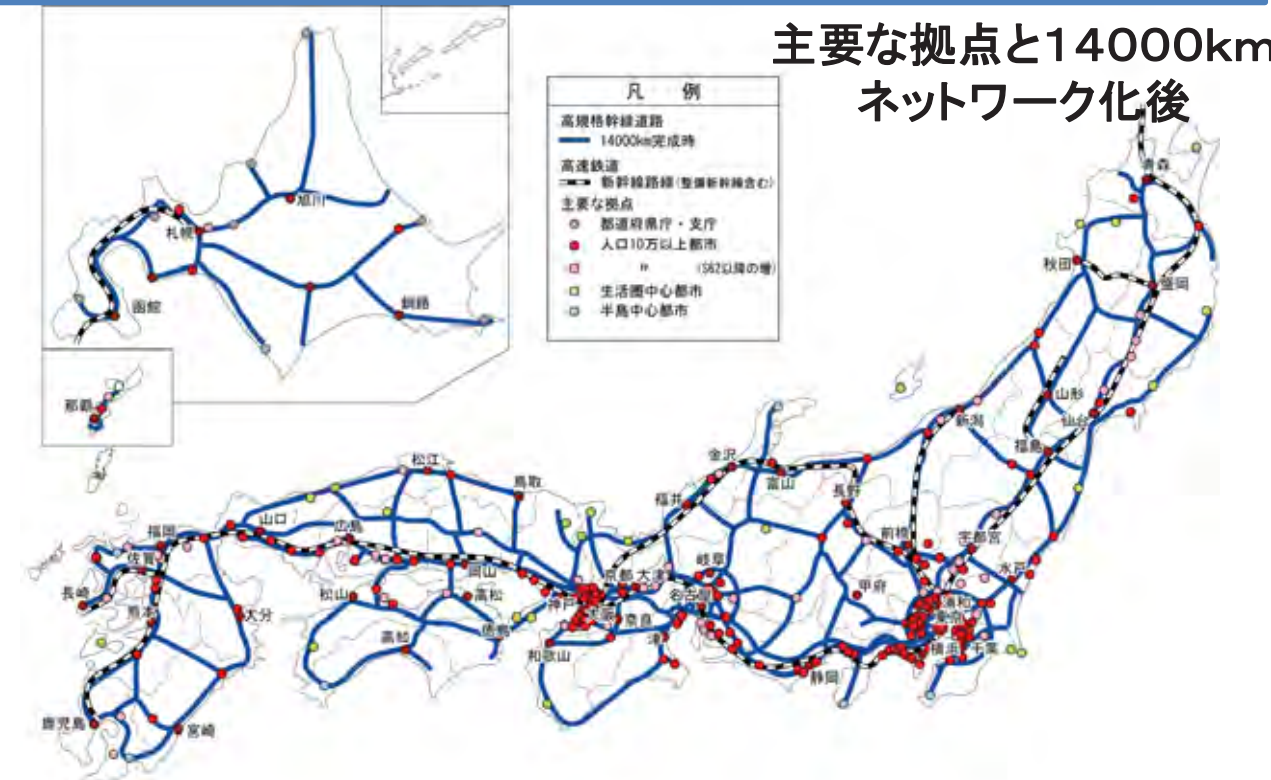 主要な拠点と14000km
ネットワーク化後
凡 例
高規格幹線道路
14000km完成時
高速鉄道
新幹線路線(整備新幹線含む)
主要な拠点
都道府県庁・支庁
人口10万以上都市
〃 (S62以降の増)
生活圏中心都市
半島中心都市
旭川
札幌
函館
釧路
那覇
青森
秋田
盛岡
山形
仙台
新潟
福島
金沢
富山
長野
福井
前橋
宇都宮
水戸
松江
鳥取
山口
広島
岡山
福岡
佐賀
長崎
熊本
大分
松山
高松
高知
徳島
神戸
京都
大津
大阪
奈良
和歌山
津
岐阜
名古屋
甲府
浦和
東京
横浜
千葉
静岡
鹿児島
宮崎